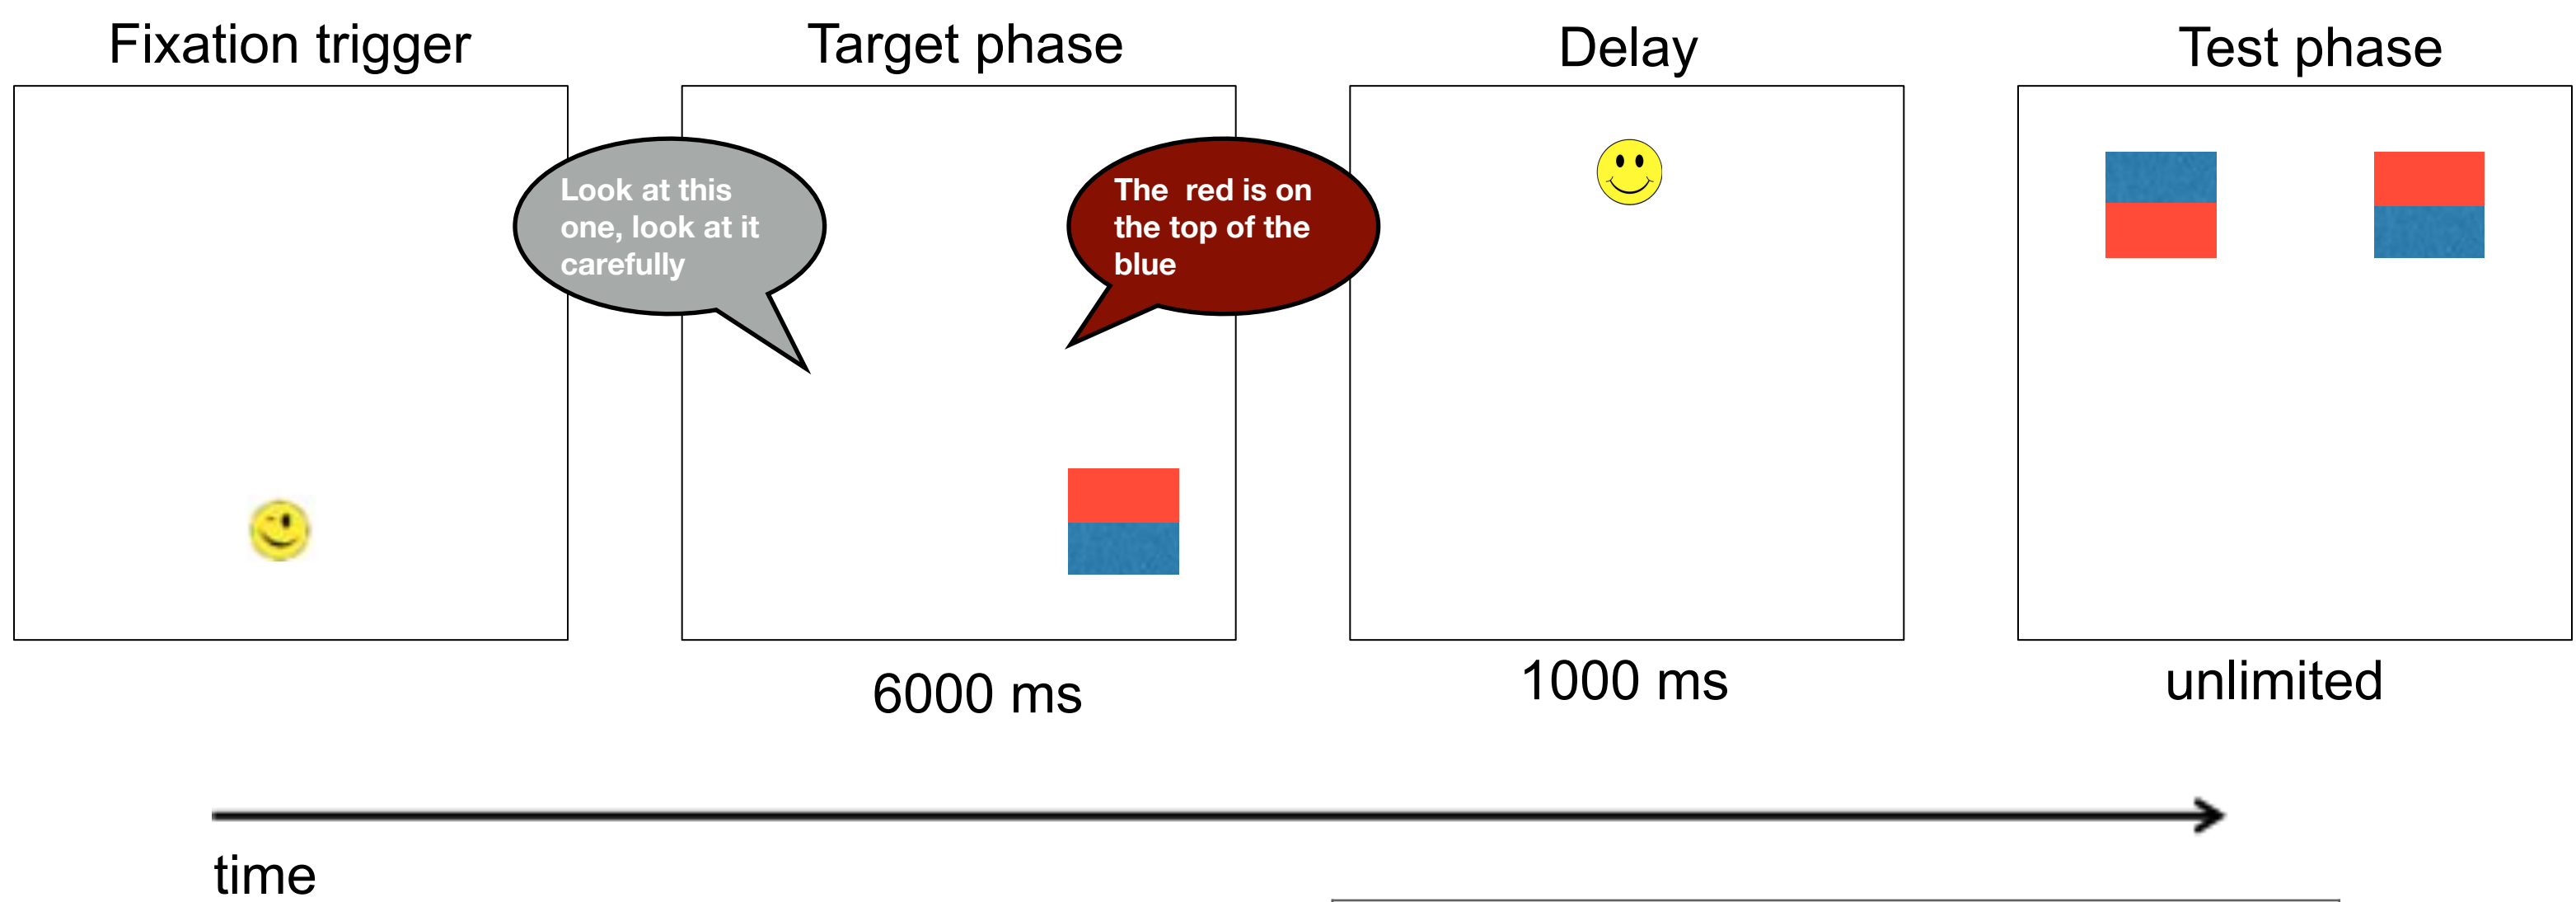 Fixation trigger
Target phase
Delay
Test phase
Look at this
one, look at it
carefully
The red is on
the top of the
blue
6000 ms
1000 ms
unlimited
time